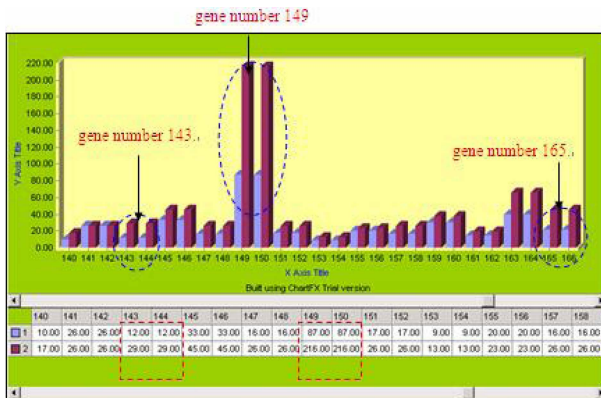 gene number 149
220.00
200.00
180.00
160.00
140.00
120.00
100.00
80.00
60.00
40.00
20.00
0.00
Y Axis Title
gene number 143.
gene number 165.
140 141 142 143 144 145 146 147 148 149 150 151 152 153 154 155 156 157 158 159 160 161 162 163 164 165 166
X Axis Title
Built using ChartFX Trial version
140 141 142 143 144 145 146 147 148 149 150 151 152 153 154 155 156 157 158
1 10.00 26.00 26.00 12.00 12.00 33.00 33.00 16.00 16.00 87.00 87.00 17.00 17.00 9.00 9.00 20.00 20.00 16.00 16.00
2 17.00 26.00 26.00 29.00 29.00 45.00 45.00 26.00 26.00 216.00 216.00 26.00 26.00 13.00 13.00 23.00 23.00 26.00 26.00